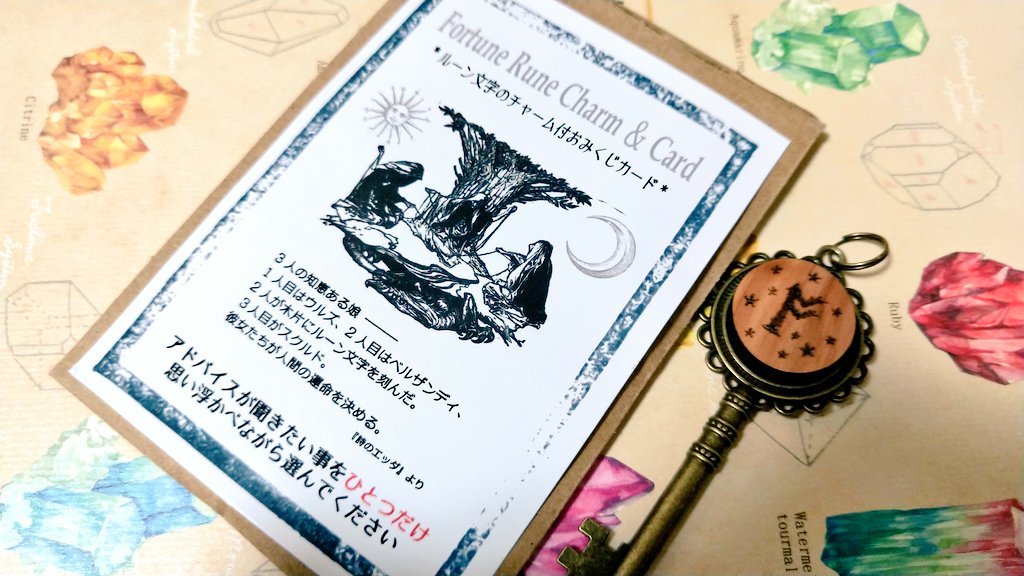 Fortune Rune Charm & Card
*ルーン文字のチャーム付おみくじカード*
3人の知恵ある娘 ――
1人目はウルズ、2人目はベルザンディ、
2人が木片にルーン文字を刻んだ。
3人目がスクルド。
彼女たちが人間の運命を決める。
『詩のエッダ』より
アドバイスが聞きたい事をひとつだけ
思い浮かべながら選んでください
Citrine
Ruby
Waterme
tourmal